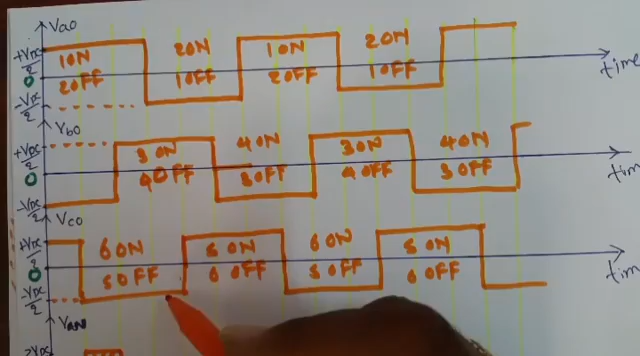 Vao
+VDC/2 1ON 2ON 1ON 2ON
0 2OFF 1OFF 2OFF 1OFF time
-VDC/2
Vbo
+VDC/2 3ON 4ON 3ON 4ON
0 4OFF 3OFF 4OFF 3OFF tim
-VDC/2
Vco
+VDC/2 6ON 5ON 6ON 5ON
0 5OFF 6OFF 5OFF 6OFF tim
-VDC/2
VAN